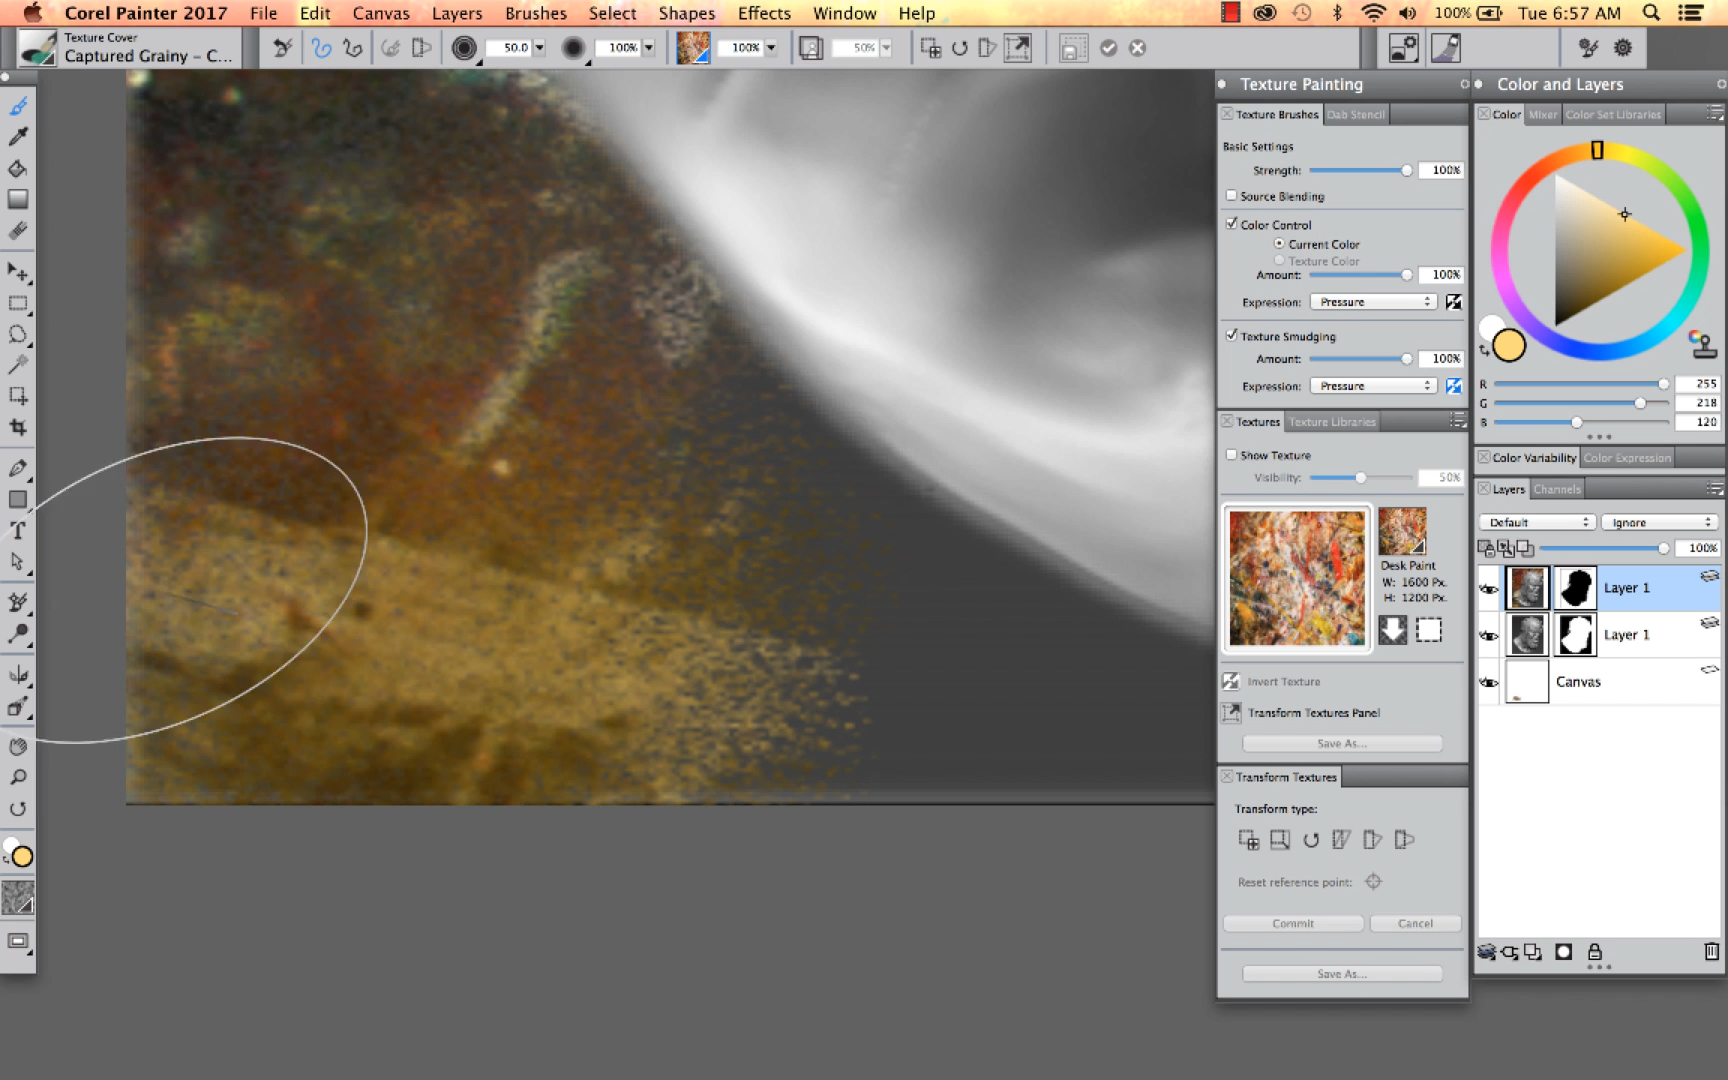 Corel Painter 2017 File Edit Canvas Layers Brushes Select Shapes Effects Window Help 100% Tue 6:57 AM
Texture Cover
Captured Grainy – C... 50.0 100% 100% 50%
Texture Painting
Texture Brushes Dab Stencil
Basic Settings
Strength: 100%
Source Blending
Color Control
Current Color
Texture Color
Amount: 100%
Expression: Pressure
Texture Smudging
Amount: 100%
Expression: Pressure
Textures Texture Libraries
Show Texture
Visibility: 50%
Desk Paint
W: 1600 Px.
H: 1200 Px.
Invert Texture
Transform Textures Panel
Save As...
Transform Textures
Transform type:
Reset reference point:
Commit Cancel
Save As...
Color and Layers
Color Mixer Color Set Libraries
R 255
G 218
B 120
Color Variability Color Expression
Layers Channels
Default Ignore
100%
Layer 1
Layer 1
Canvas
T